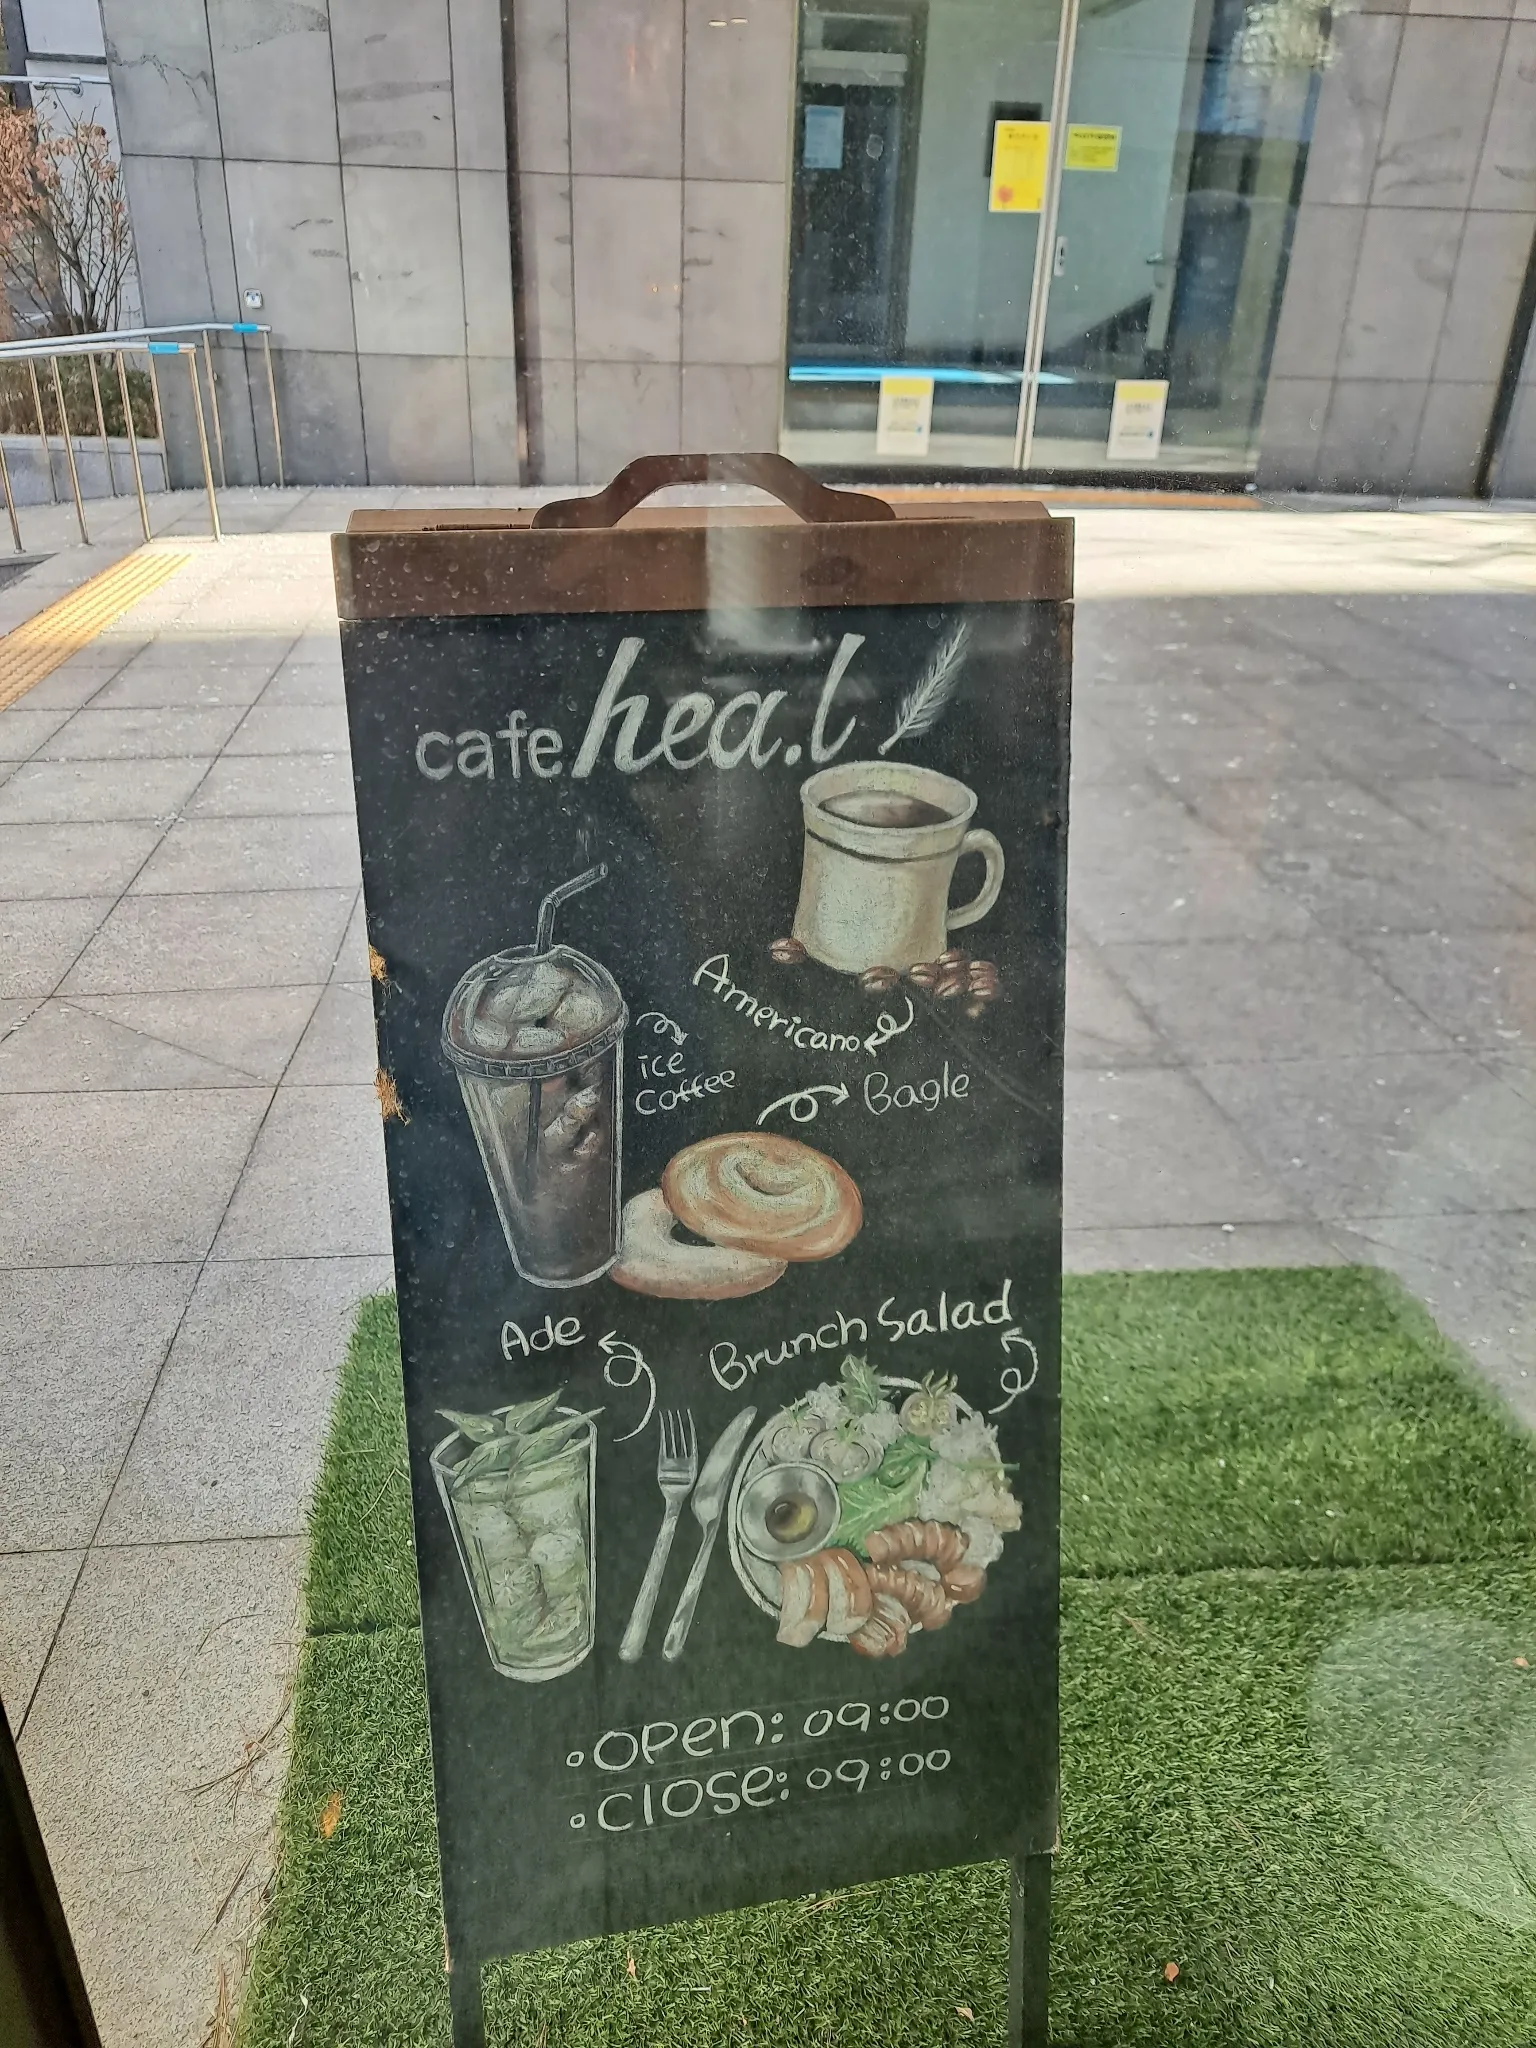 cafe hea.l
Americano
ice
coffee
Bagle
Ade
Brunch Salad
open: 09:00
close: 09:00